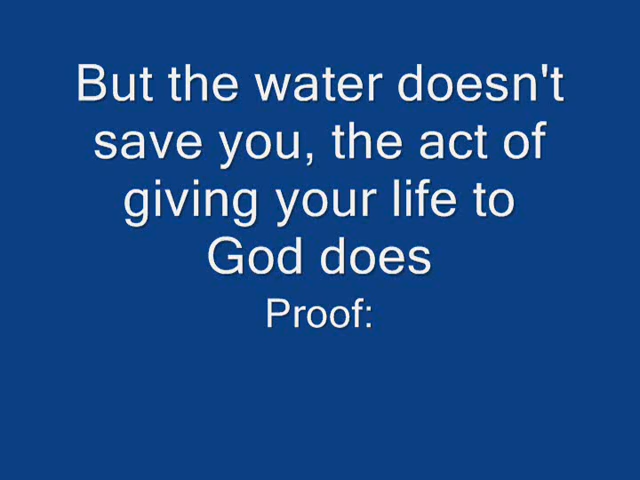 But the water doesn't
save you, the act of
giving your life to
God does
Proof: